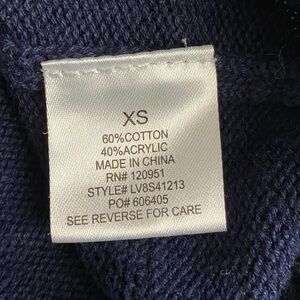 XS
60%COTTON
40%ACRYLIC
MADE IN CHINA
RN# 120951
STYLE# LV8S41213
PO# 606405
SEE REVERSE FOR CARE